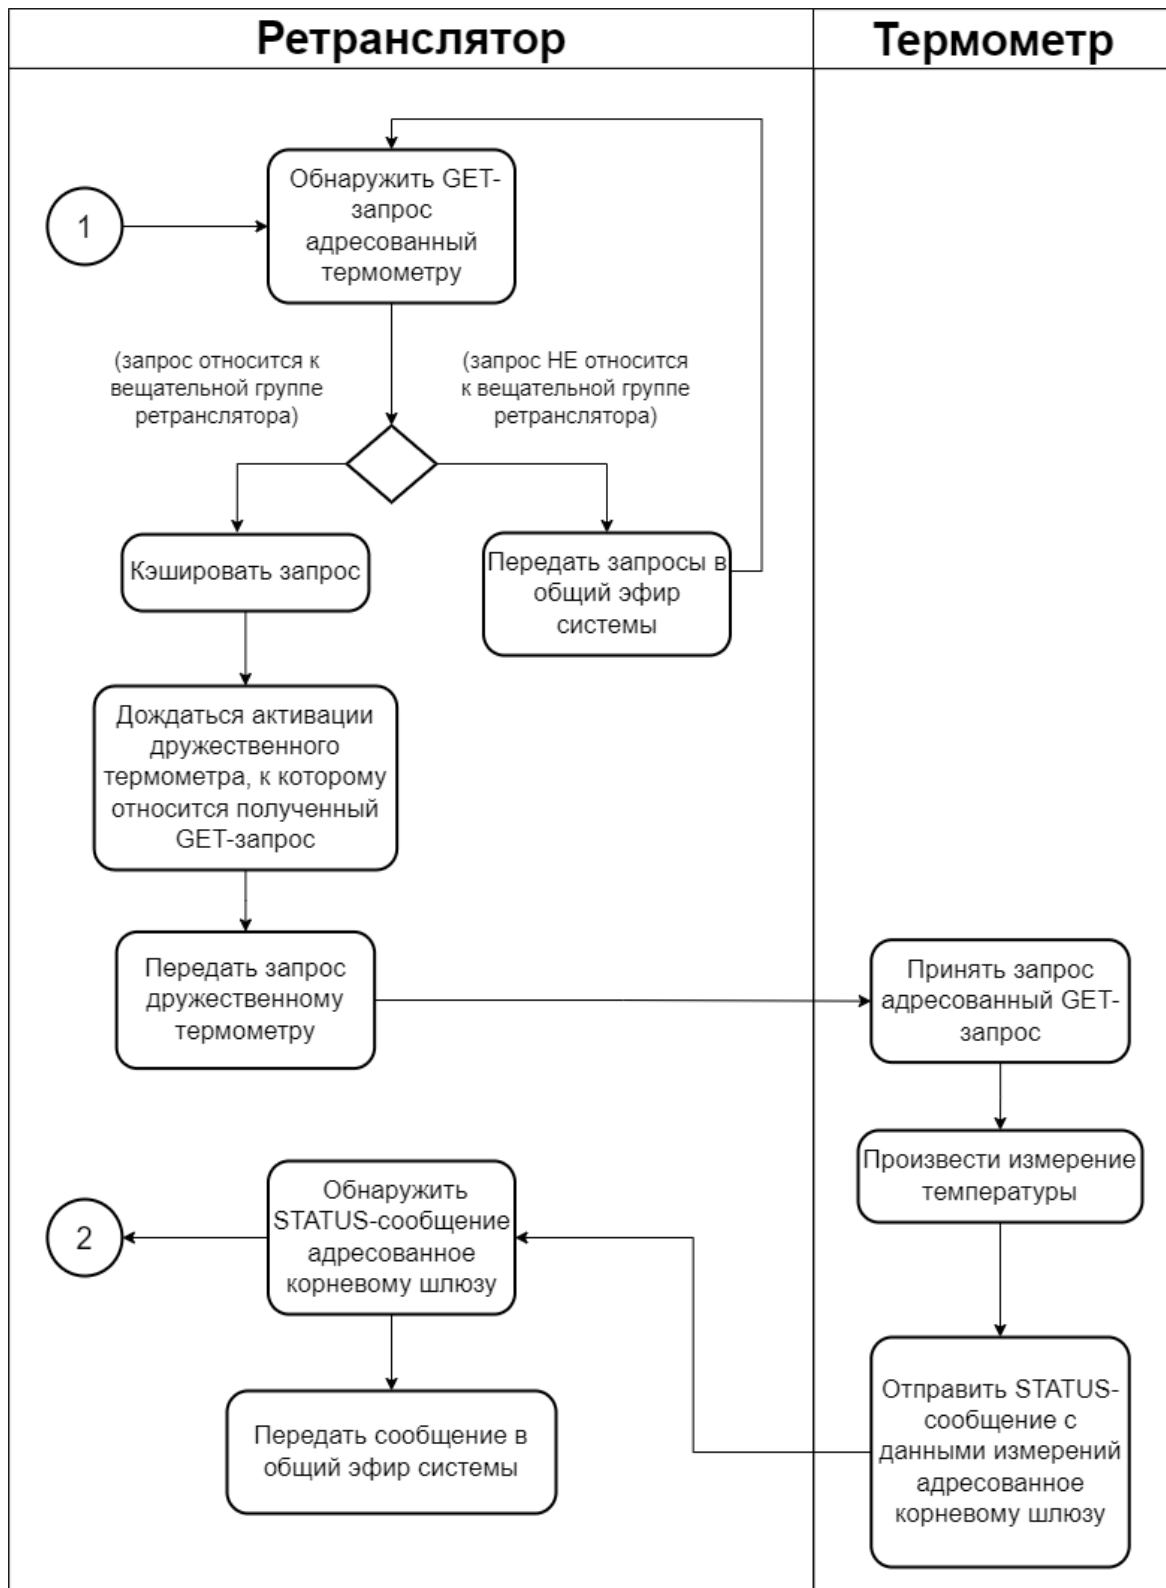 Ретранслятор
Термометр
1
Обнаружить GET-
запрос
адресованный
термометру
(запрос относится к
вещательной группе
ретранслятора)
(запрос НЕ относится
к вещательной группе
ретранслятора)
Кэшировать запрос
Передать запросы в
общий эфир
системы
Дождаться активации
дружественного
термометра, к которому
относится полученный
GET-запрос
Передать запрос
дружественному
термометру
Принять запрос
адресованный GET-
запрос
Произвести измерение
температуры
2
Обнаружить
STATUS-сообщение
адресованное
корневому шлюзу
Передать сообщение в
общий эфир системы
Отправить STATUS-
сообщение с
данными измерений
адресованное
корневому шлюзу